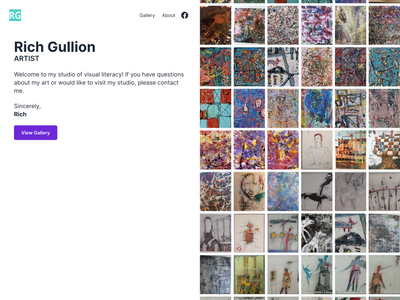 RG
Gallery About
Rich Gullion
ARTIST
Welcome to my studio of visual literacy! If you have questions
about my art or would like to visit my studio, please contact
me.
Sincerely,
Rich
View Gallery